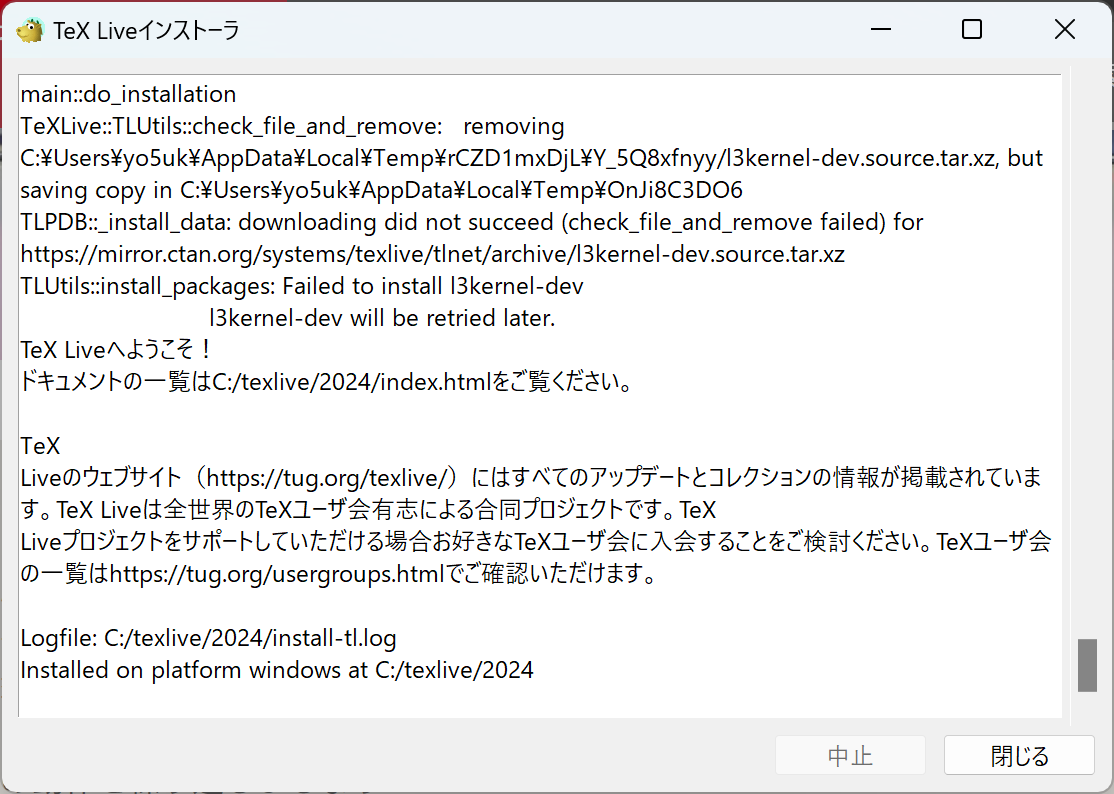 TeX Liveインストーラ
main::do_installation
TeXLive::TLUtils::check_file_and_remove:   removing
C:¥Users¥yo5uk¥AppData¥Local¥Temp¥rCZD1mxDjL¥Y_5Q8xfnyy/l3kernel-dev.source.tar.xz, but
saving copy in C:¥Users¥yo5uk¥AppData¥Local¥Temp¥OnJi8C3DO6
TLPDB::_install_data: downloading did not succeed (check_file_and_remove failed) for
https://mirror.ctan.org/systems/texlive/tlnet/archive/l3kernel-dev.source.tar.xz
TLUtils::install_packages: Failed to install l3kernel-dev
l3kernel-dev will be retried later.
TeX Liveへようこそ！
ドキュメントの一覧はC:/texlive/2024/index.htmlをご覧ください。
TeX
Liveのウェブサイト（https://tug.org/texlive/）にはすべてのアップデートとコレクションの情報が掲載されていま
す。TeX Liveは全世界のTeXユーザ会有志による合同プロジェクトです。TeX
Liveプロジェクトをサポートしていただける場合お好きなTeXユーザ会に入会することをご検討ください。TeXユーザ会
の一覧はhttps://tug.org/usergroups.htmlでご確認いただけます。
Logfile: C:/texlive/2024/install-tl.log
Installed on platform windows at C:/texlive/2024
中止 閉じる